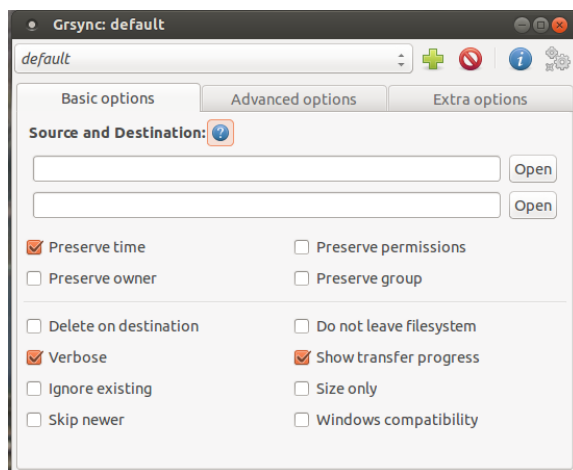 Grsync: default
default
Basic options Advanced options Extra options
Source and Destination:
Open
Open
Preserve time Preserve permissions
Preserve owner Preserve group
Delete on destination Do not leave filesystem
Verbose Show transfer progress
Ignore existing Size only
Skip newer Windows compatibility